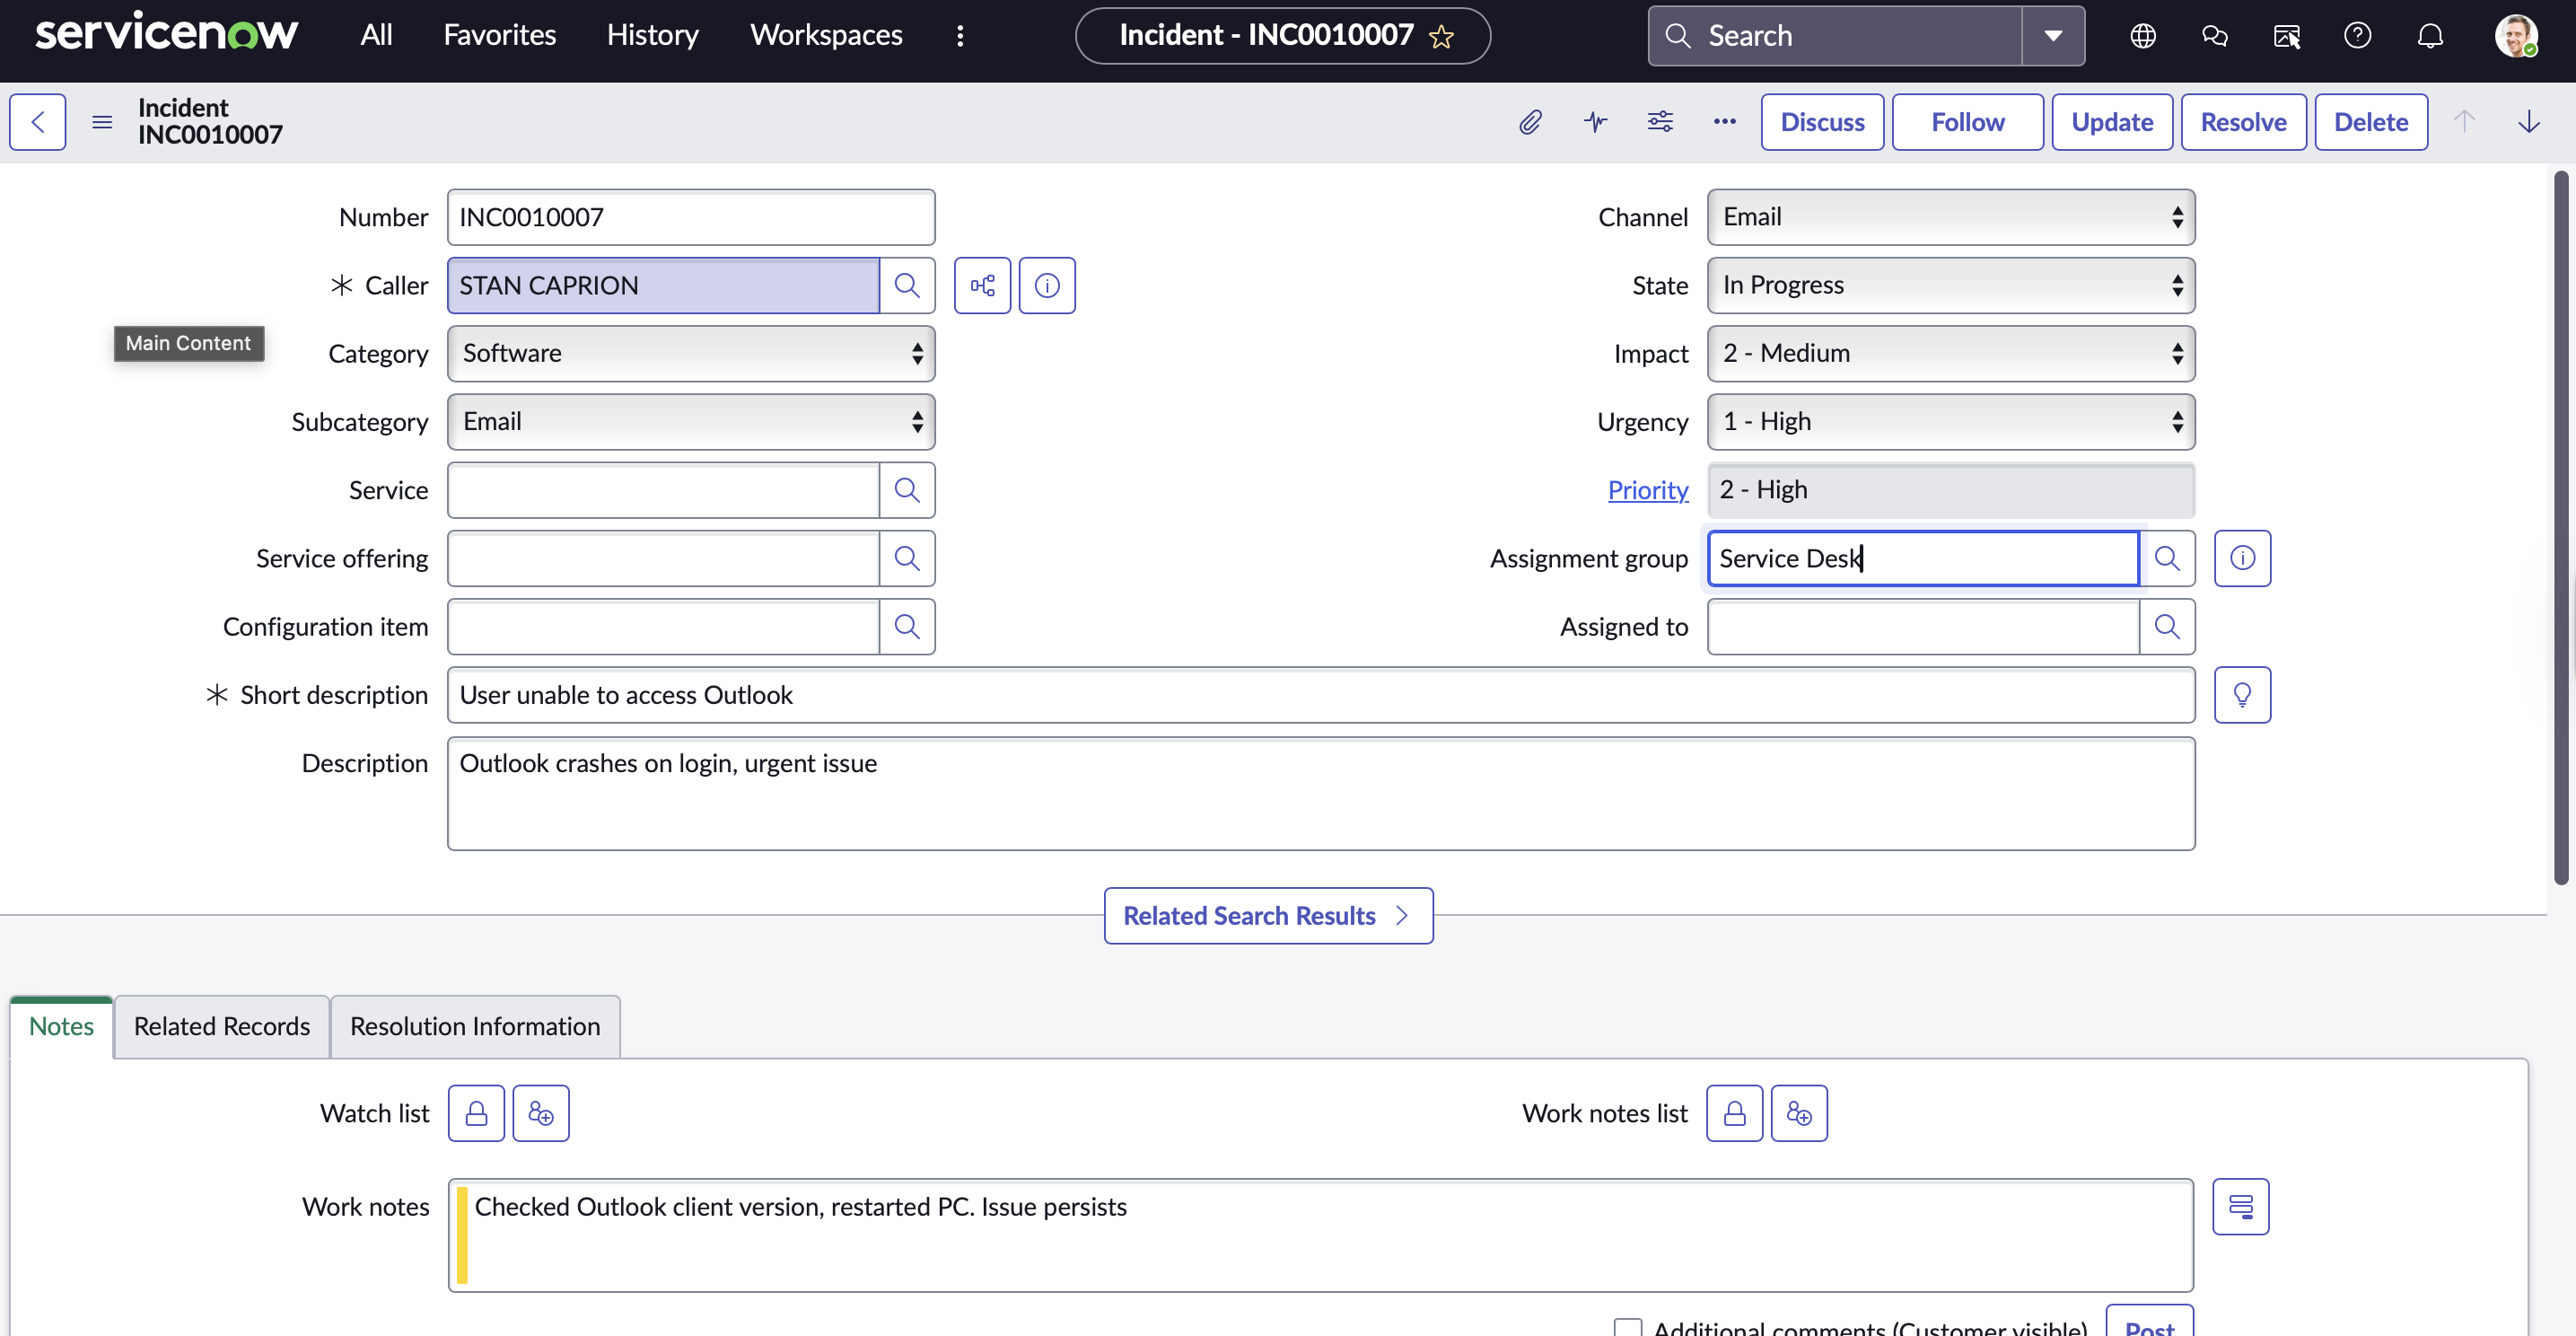 servicenow All Favorites History Workspaces Incident - INC0010007 Search
Incident
INC0010007
Discuss Follow Update Resolve Delete
Number INC0010007
Channel Email
Caller STAN CAPRION
State In Progress
Main Content
Category Software
Impact 2 - Medium
Subcategory Email
Urgency 1 - High
Service
Priority 2 - High
Service offering
Assignment group Service Desk
Configuration item
Assigned to
Short description User unable to access Outlook
Description Outlook crashes on login, urgent issue
Related Search Results
Notes Related Records Resolution Information
Watch list
Work notes list
Work notes Checked Outlook client version, restarted PC. Issue persists
Additional comments (Customer visible) Post